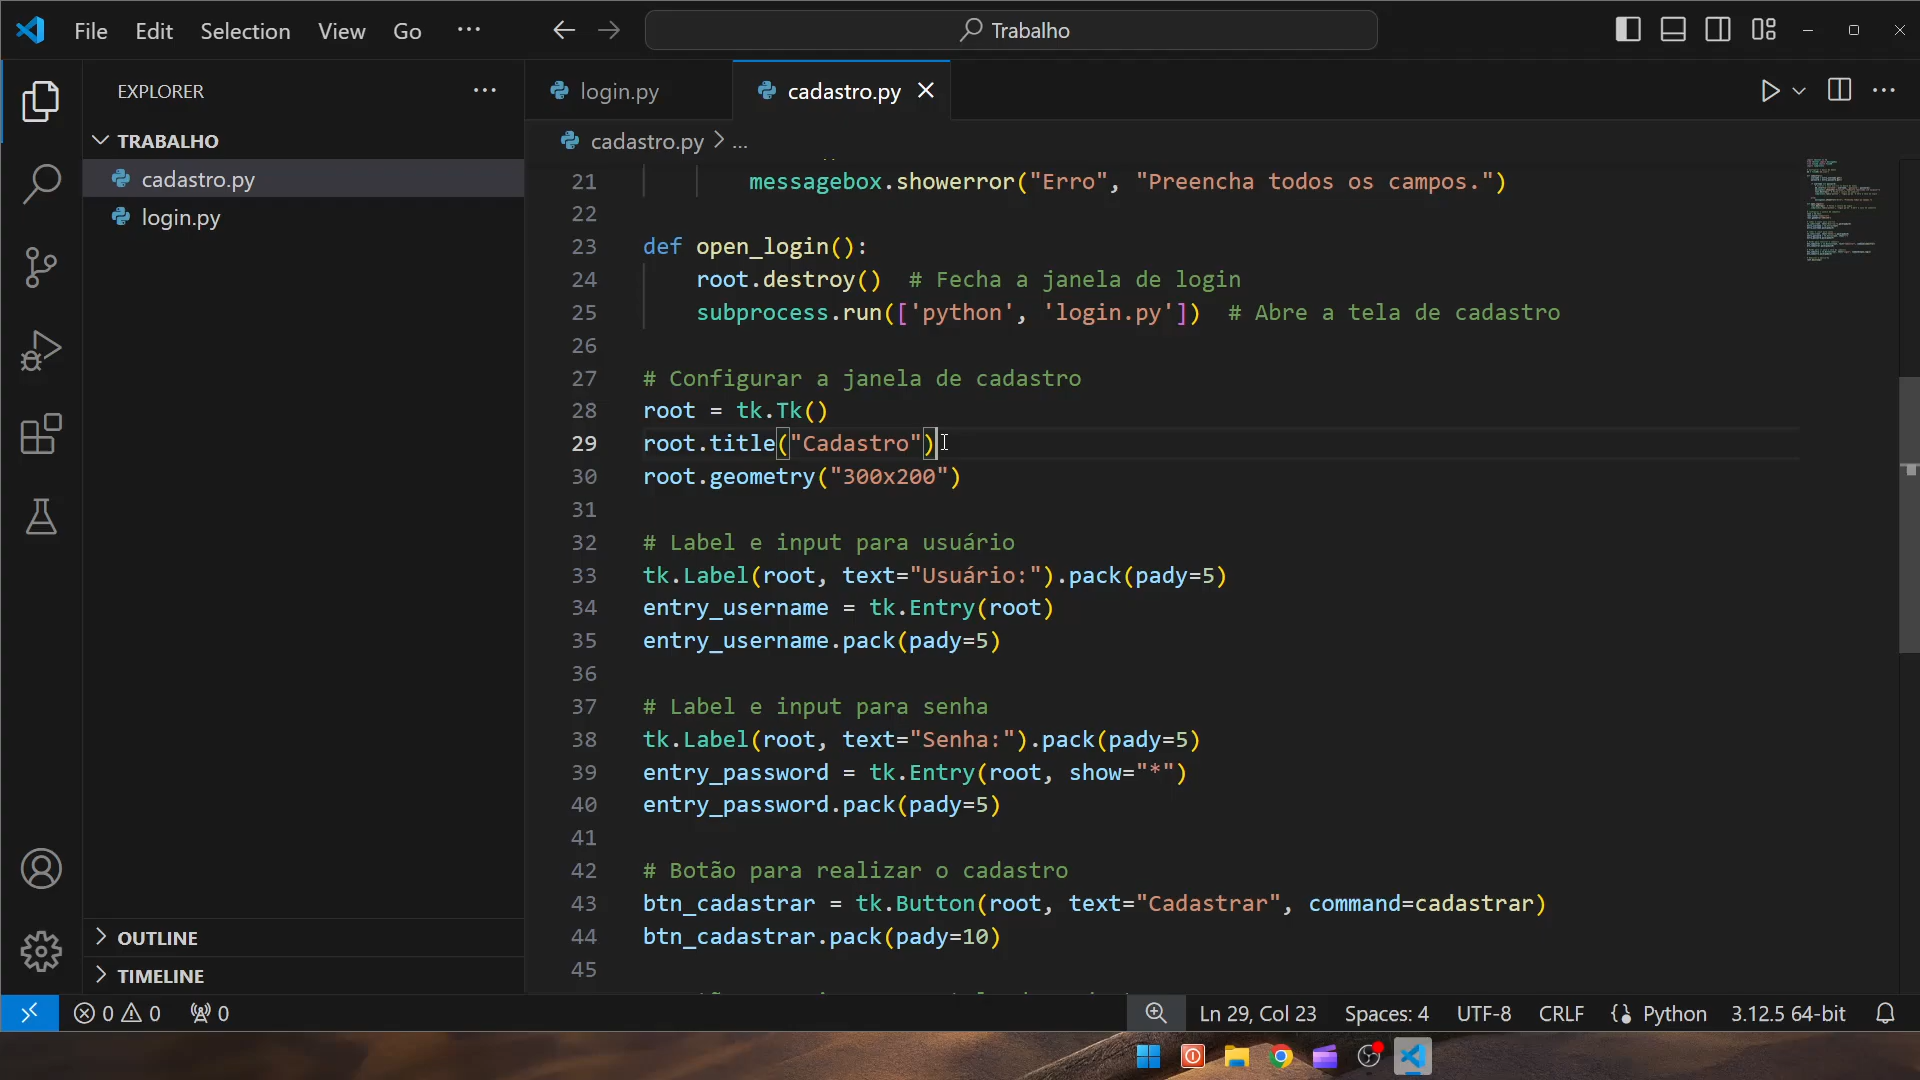 File Edit Selection View Go ...
Trabalho
EXPLORER ...
TRABALHO
cadastro.py
login.py
OUTLINE
TIMELINE
login.py
cadastro.py
cadastro.py > ...
21 messagebox.showerror("Erro", "Preencha todos os campos.")
22
23 def open_login():
24 root.destroy() # Fecha a janela de login
25 subprocess.run(['python', 'login.py']) # Abre a tela de cadastro
26
27 # Configurar a janela de cadastro
28 root = tk.Tk()
29 root.title("Cadastro")
30 root.geometry("300x200")
31
32 # Label e input para usuário
33 tk.Label(root, text="Usuário:").pack(pady=5)
34 entry_username = tk.Entry(root)
35 entry_username.pack(pady=5)
36
37 # Label e input para senha
38 tk.Label(root, text="Senha:").pack(pady=5)
39 entry_password = tk.Entry(root, show="*")
40 entry_password.pack(pady=5)
41
42 # Botão para realizar o cadastro
43 btn_cadastrar = tk.Button(root, text="Cadastrar", command=cadastrar)
44 btn_cadastrar.pack(pady=10)
45
0 0 0 Ln 29, Col 23 Spaces: 4 UTF-8 CRLF Python 3.12.5 64-bit